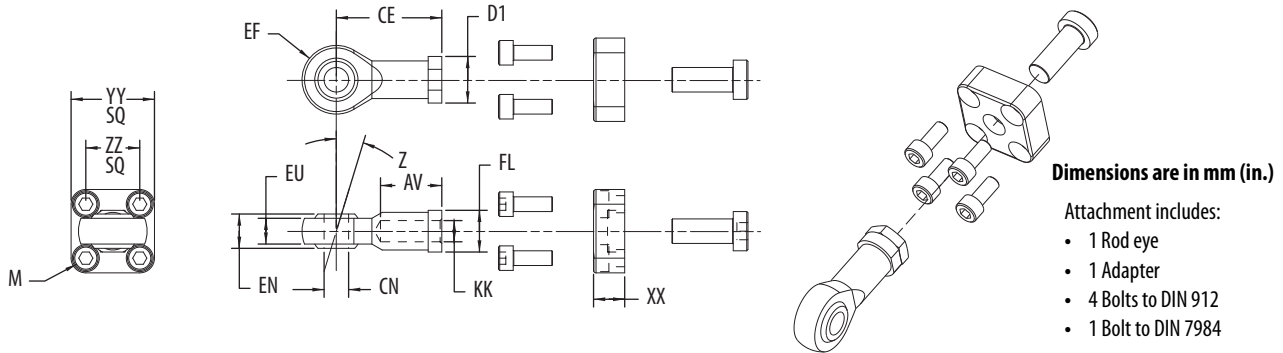 CE
D1
EF
YY
SQ
ZZ
SQ
M
EU
Z
AV
FL
EN
CN
KK
XX
Dimensions are in mm (in.)
Attachment includes:
• 1 Rod eye
• 1 Adapter
• 4 Bolts to DIN 912
• 1 Bolt to DIN 7984